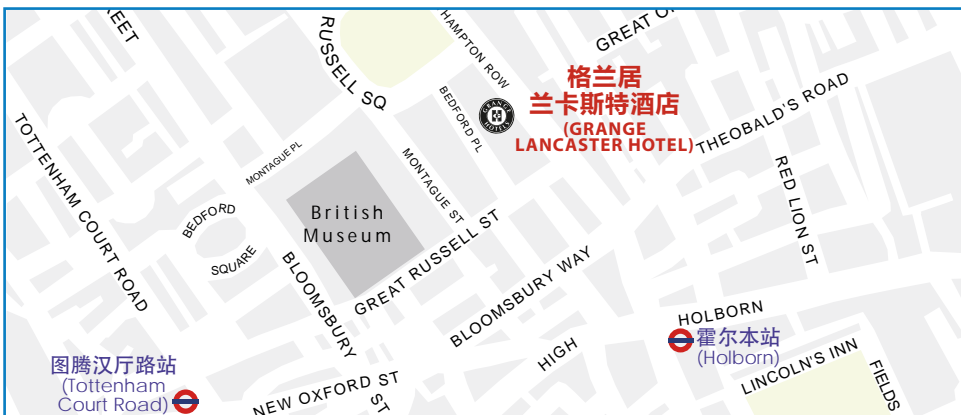 REET
RUSSELL SQ
HAMPTON ROW
GREAT O
格兰居
兰卡斯特酒店
(GRANGE
LANCASTER HOTEL)
GRANGE
HOTELS
BEDFORD PL
THEOBALD'S ROAD
TOTTENHAM COURT ROAD
MONTAGUE PL
MONTAGUE ST
RED LION ST
British
Museum
BEDFORD
SQUARE
GREAT RUSSELL ST
BLOOMSBURY WAY
BLOOMSBURY
ST
HOLBORN
霍尔本站
(Holborn)
HIGH
LINCOLN'S INN
FIELDS
图腾汉厅路站
(Tottenham
Court Road)
NEW OXFORD ST